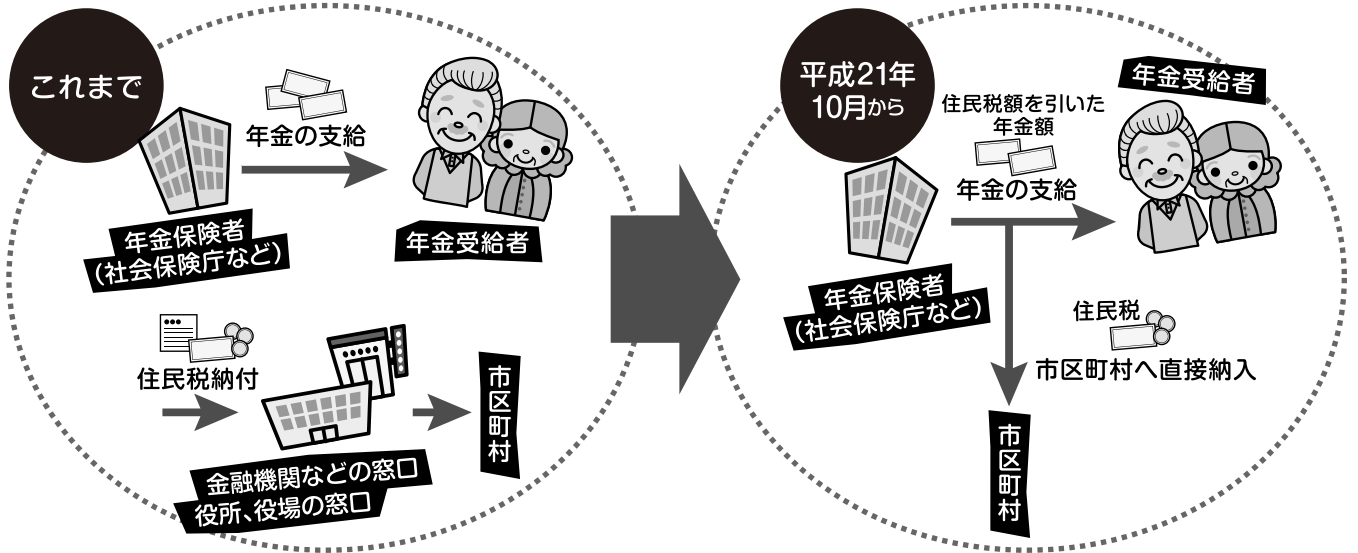 これまで
年金の支給
年金保険者
(社会保険庁など)
年金受給者
住民税納付
金融機関などの窓口
役所、役場の窓口
市区町村
平成21年
10月から
住民税額を引いた
年金額
年金の支給
年金受給者
年金保険者
(社会保険庁など)
住民税
市区町村へ直接納入
市区町村